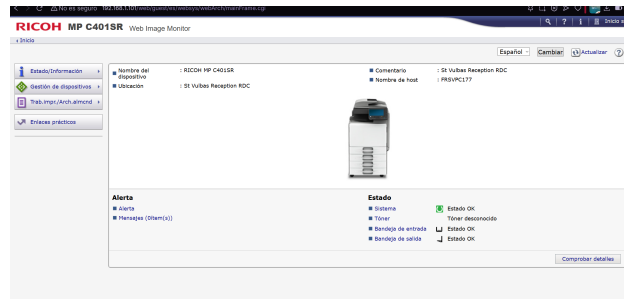 No es seguro 192.168.1.101/web/guest/es/websys/webArch/mainFrame.cgi
RICOH MP C401SR Web Image Monitor
Inicio s
Inicio
Español Cambiar Actualizar
Estado/Información
Gestión de dispositivos
Trab.impr./Arch.almcnd
Enlaces prácticos
Nombre del dispositivo : RICOH MP C401SR
Ubicación : St Vulbas Reception RDC
Comentario : St Vulbas Reception RDC
Nombre de host : FRSVPC177
Alerta
Alerta
Mensajes (0ítem(s))
Estado
Sistema Estado OK
Tóner Tóner desconocido
Bandeja de entrada Estado OK
Bandeja de salida Estado OK
Comprobar detalles